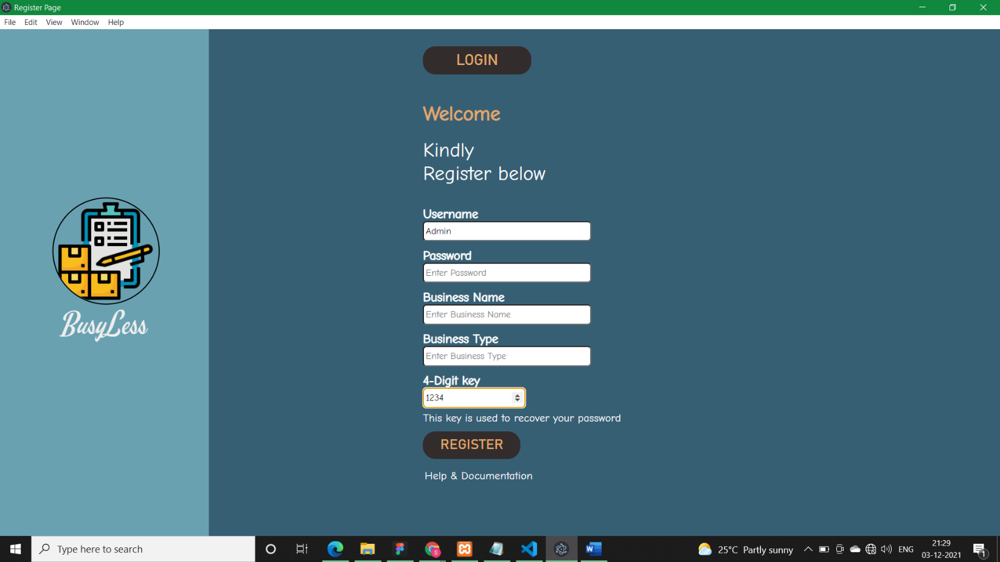 Register Page
File Edit View Window Help
LOGIN
Welcome
Kindly
Register below
Username
Admin
Password
Enter Password
Business Name
Enter Business Name
Business Type
Enter Business Type
4-Digit key
1234
This key is used to recover your password
REGISTER
Help & Documentation
BusyLess
Type here to search
25°C Partly sunny
ENG
21:29
03-12-2021
1